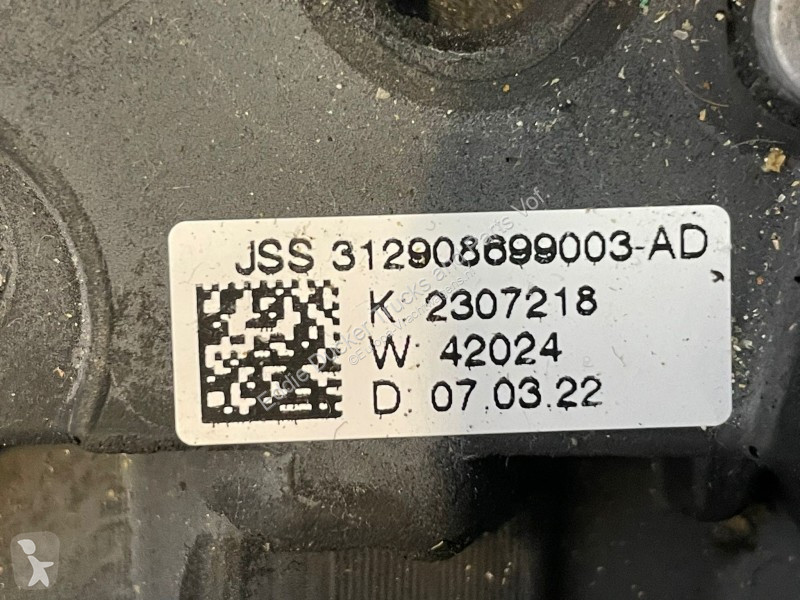 JSS 312908699003-AD
K. 2307218
W 42024
D 07.03.22